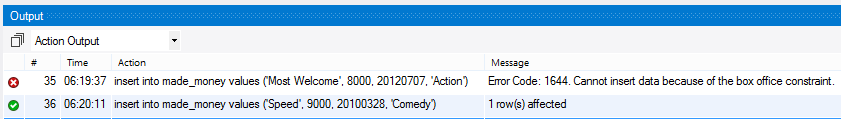 Output
Action Output
# Time Action Message
35 06:19:37 insert into made_money values ('Most Welcome', 8000, 20120707, 'Action') Error Code: 1644. Cannot insert data because of the box office constraint.
36 06:20:11 insert into made_money values ('Speed', 9000, 20100328, 'Comedy') 1 row(s) affected